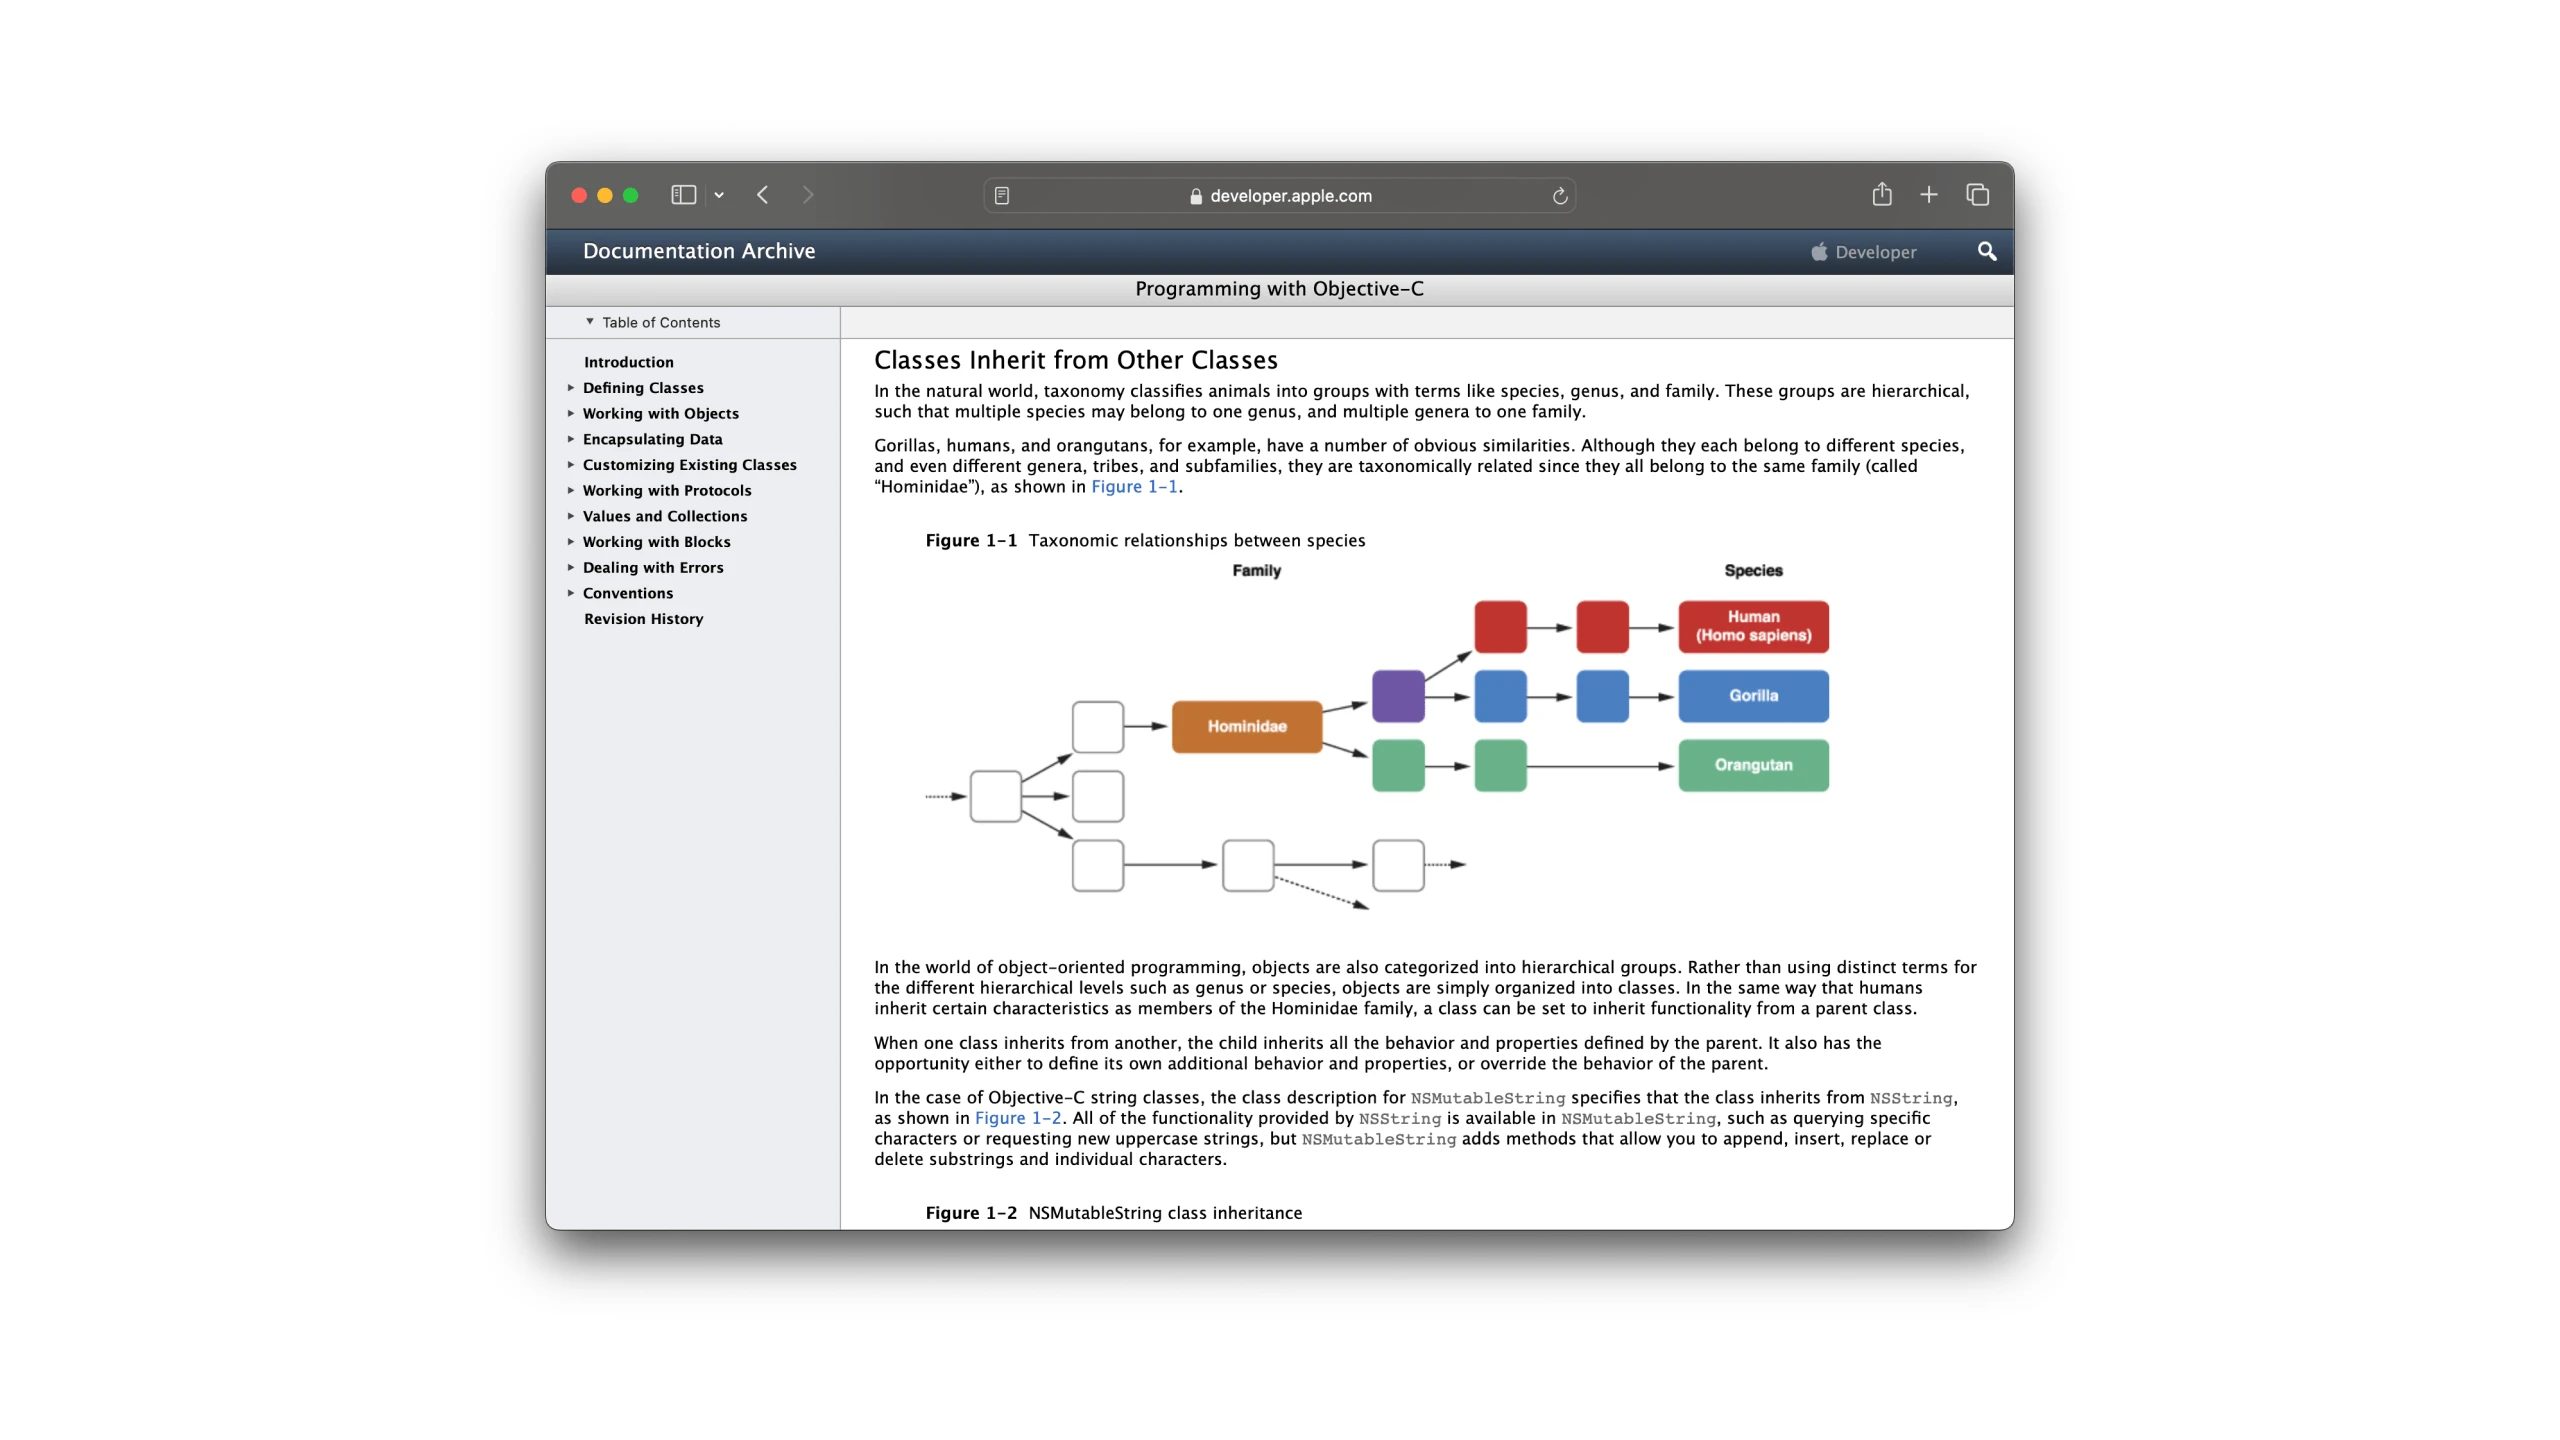 developer.apple.com
Documentation Archive
Developer
Programming with Objective-C
Table of Contents
Introduction
Defining Classes
Working with Objects
Encapsulating Data
Customizing Existing Classes
Working with Protocols
Values and Collections
Working with Blocks
Dealing with Errors
Conventions
Revision History
Classes Inherit from Other Classes
In the natural world, taxonomy classifies animals into groups with terms like species, genus, and family. These groups are hierarchical,
such that multiple species may belong to one genus, and multiple genera to one family.
Gorillas, humans, and orangutans, for example, have a number of obvious similarities. Although they each belong to different species,
and even different genera, tribes, and subfamilies, they are taxonomically related since they all belong to the same family (called
“Hominidae”), as shown in Figure 1-1.
Figure 1-1 Taxonomic relationships between species
Family
Species
Human
(Homo sapiens)
Gorilla
Hominidae
Orangutan
In the world of object-oriented programming, objects are also categorized into hierarchical groups. Rather than using distinct terms for
the different hierarchical levels such as genus or species, objects are simply organized into classes. In the same way that humans
inherit certain characteristics as members of the Hominidae family, a class can be set to inherit functionality from a parent class.
When one class inherits from another, the child inherits all the behavior and properties defined by the parent. It also has the
opportunity either to define its own additional behavior and properties, or override the behavior of the parent.
In the case of Objective-C string classes, the class description for NSMutableString specifies that the class inherits from NSString,
as shown in Figure 1-2. All of the functionality provided by NSString is available in NSMutableString, such as querying specific
characters or requesting new uppercase strings, but NSMutableString adds methods that allow you to append, insert, replace or
delete substrings and individual characters.
Figure 1-2 NSMutableString class inheritance